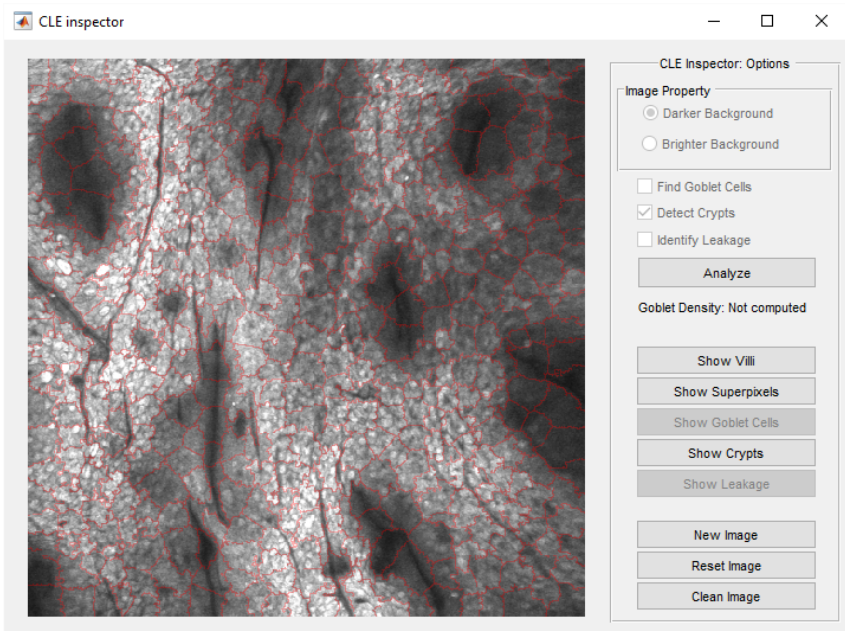 CLE inspector
CLE Inspector: Options
Image Property
Darker Background
Brighter Background
Find Goblet Cells
Detect Crypts
Identify Leakage
Analyze
Goblet Density: Not computed
Show Villi
Show Superpixels
Show Goblet Cells
Show Crypts
Show Leakage
New Image
Reset Image
Clean Image